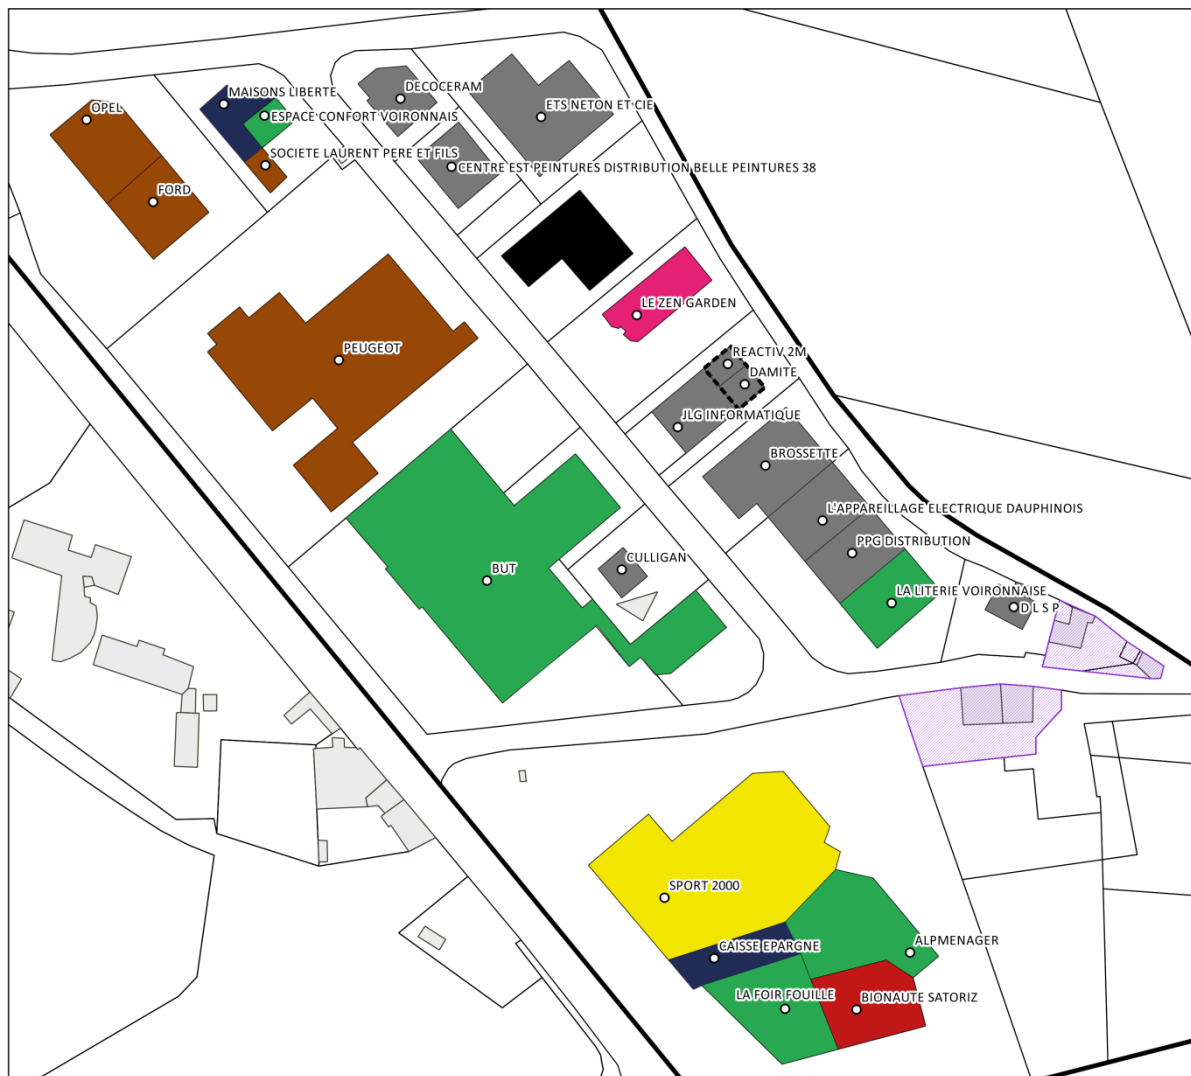 DECOCERAM
MAISONS LIBERTE
OPEL
ETS NETON ET CIE
ESPACE CONFORT VOIRONNAIS
SOCIETE LAURENT PERE ET FILS
CENTRE EST PEINTURES DISTRIBUTION BELLE PEINTURES 38
FORD
LE ZEN GARDEN
PEUGEOT
REACTIV 2M
DAMITE
JLG INFORMATIQUE
BROSSETTE
L'APPAREILLAGE ELECTRIQUE DAUPHINOIS
PPG DISTRIBUTION
CULLIGAN
BUT
LA LITERIE VOIRONNAISE
D L S P
SPORT 2000
ALPMENAGER
CAISSE EPARGNE
LA FOIR FOUILLE
BIONAUTE SATORIZ